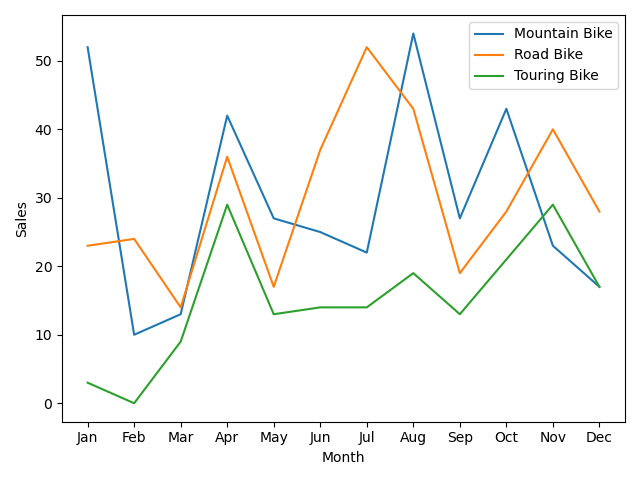 Mountain Bike
Road Bike
Touring Bike
50
40
30
20
10
0
Sales
Jan Feb Mar Apr May Jun Jul Aug Sep Oct Nov Dec
Month